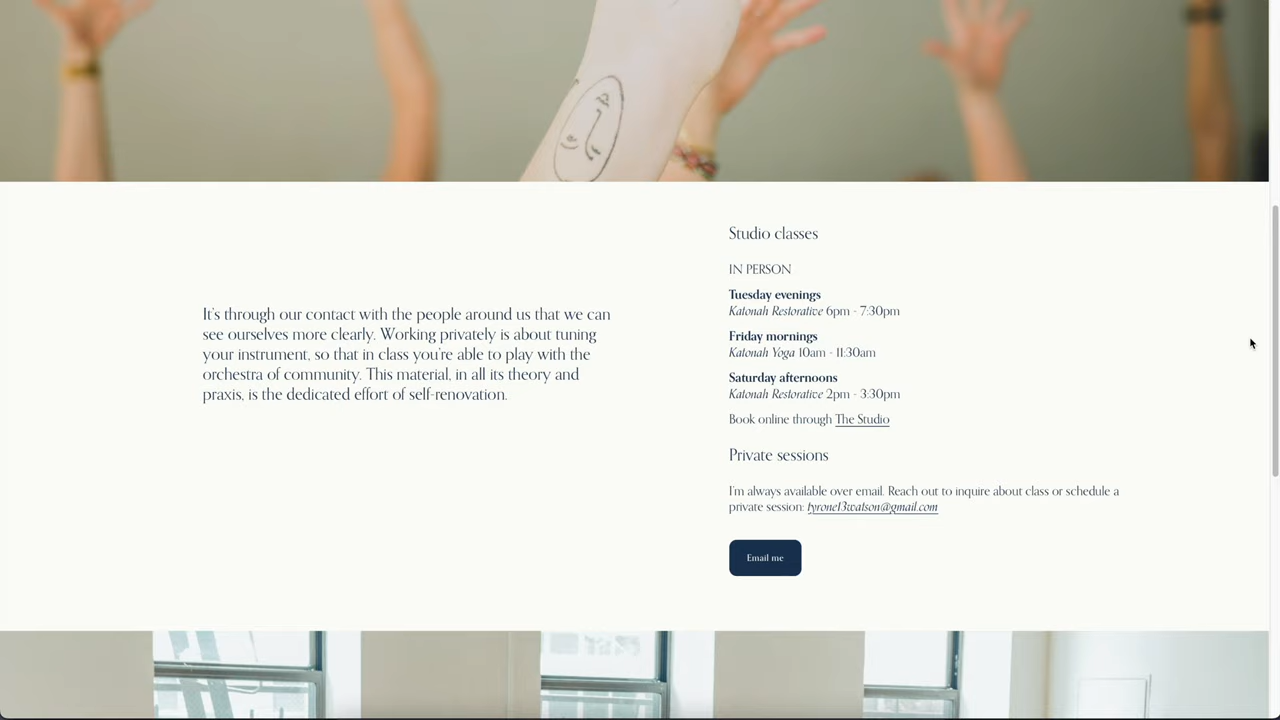 It's through our contact with the people around us that we can
see ourselves more clearly. Working privately is about tuning
your instrument, so that in class you're able to play with the
orchestra of community. This material, in all its theory and
praxis, is the dedicated effort of self-renovation.
Studio classes
IN PERSON
Tuesday evenings
Katonah Restorative 6pm - 7:30pm
Friday mornings
Katonah Yoga 10am - 11:30am
Saturday afternoons
Katonah Restorative 2pm - 3:30pm
Book online through The Studio
Private sessions
I'm always available over email. Reach out to inquire about class or schedule a
private session: tyrone13watson@gmail.com
Email me